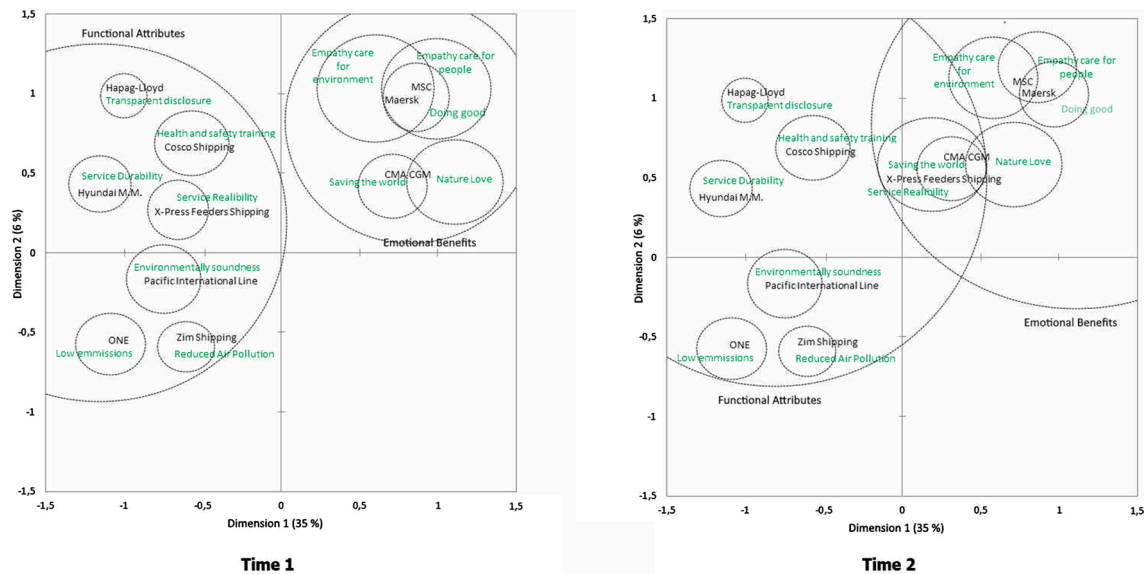 1,5
Functional Attributes
Empathy care
for
environment
Empathy care for
people
1
Hapag-Lloyd
Transparent disclosure
MSC
Maersk
Doing good
Health and safety training
Cosco Shipping
0,5
Service Durability
Hyundai M.M.
Service Realibility
X-Press Feeders Shipping
CMA CGM
Saving the world
Nature Love
Emotional Benefits
0
Environmentally soundness
Pacific International Line
-0,5
ONE
Low emmissions
Zim Shipping
Reduced Air Pollution
-1
-1,5
-1,5
-1
-0,5
0
0,5
1
1,5
Dimension 2 (6 %)
Dimension 1 (35 %)
Time 1
1,5
Empathy care
for
environment
Empathy care for
people
MSC
Maersk
Doing good
1
Hapag-Lloyd
Transparent disclosure
Health and safety training
Cosco Shipping
CMA CGM
Saving the world
Nature Love
X-Press Feeders Shipping
Service Realibility
0,5
Service Durability
Hyundai M.M.
0
Environmentally soundness
Pacific International Line
Emotional Benefits
-0,5
ONE
Low emmissions
Zim Shipping
Reduced Air Pollution
Functional Attributes
-1
-1,5
-1,5
-1
-0,5
0
0,5
1
1,5
Dimension 2 (6 %)
Dimension 1 (35 %)
Time 2